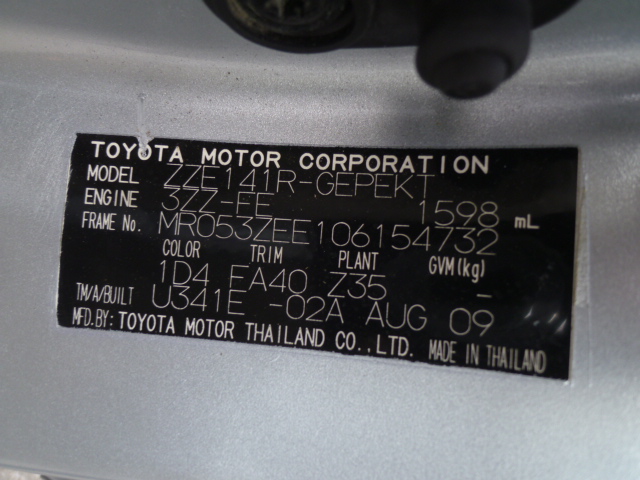 TOYOTA MOTOR CORPORATION
MODEL ZZE141R-GEPEKT
ENGINE 3ZZ-FE 1598 mL
FRAME No. MR053ZEE106154732
COLOR TRIM PLANT GVM(kg)
1D4 FA40 Z35 -
TM/A/BUILT U341E -02A AUG 09
MFD.BY: TOYOTA MOTOR THAILAND CO.,LTD. MADE IN THAILAND